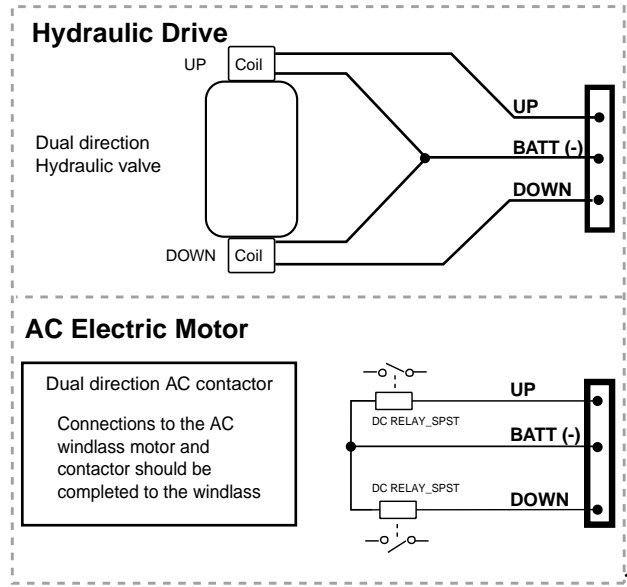 Hydraulic Drive
UP
Coil
UP
Dual direction
Hydraulic valve
BATT (-)
DOWN
DOWN
Coil
AC Electric Motor
Dual direction AC contactor
Connections to the AC
windlass motor and
contactor should be
completed to the windlass
UP
DC RELAY_SPST
BATT (-)
DC RELAY_SPST
DOWN